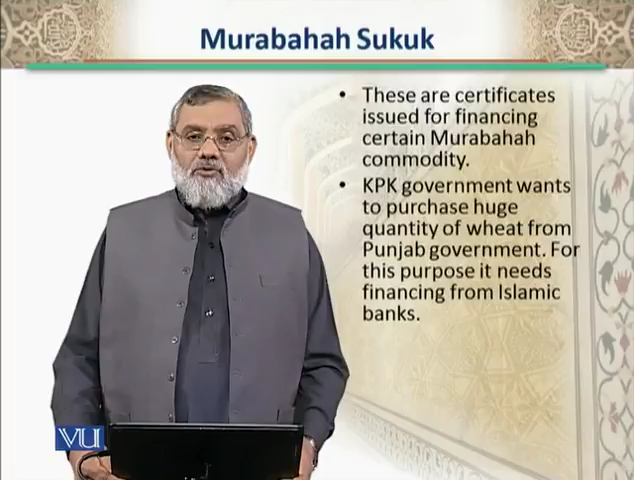 Murabahah Sukuk
• These are certificates
issued for financing
certain Murabahah
commodity.
• KPK government wants
to purchase huge
quantity of wheat from
Punjab government. For
this purpose it needs
financing from Islamic
banks.
VU